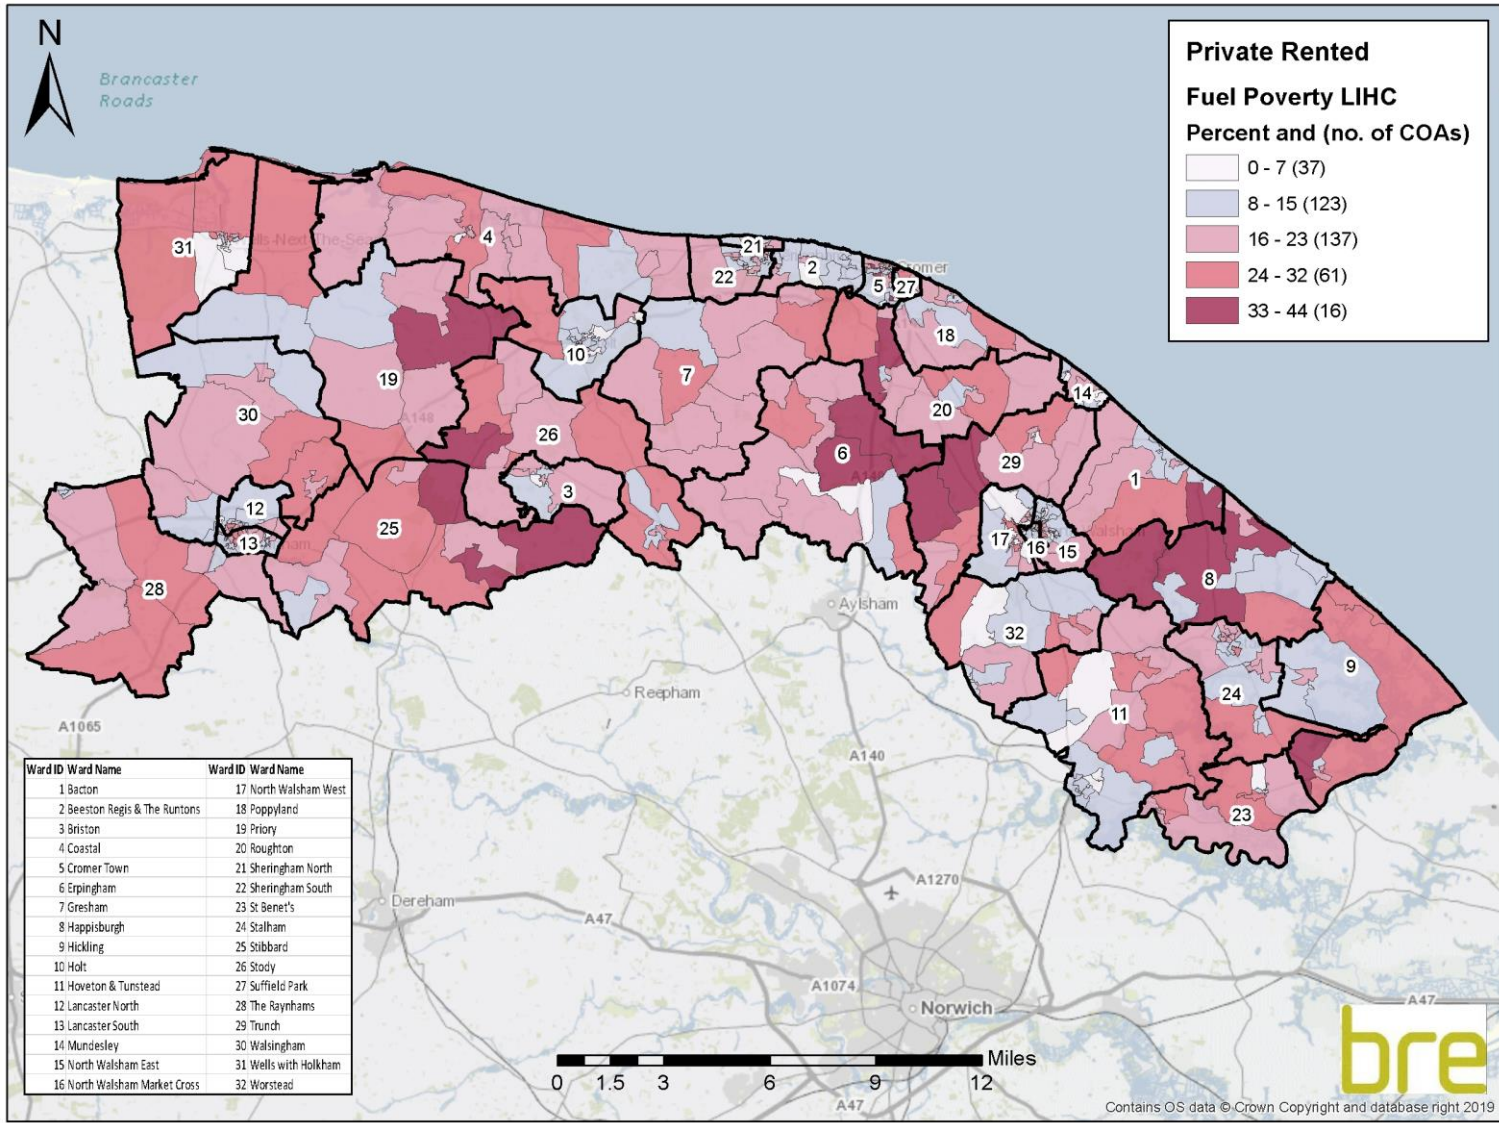 N
Brancaster
Roads
Private Rented
Fuel Poverty LIHC
Percent and (no. of COAs)
0 - 7 (37)
8 - 15 (123)
16 - 23 (137)
24 - 32 (61)
33 - 44 (16)
31
4
21
22
2
5
Cromer
27
18
10
19
7
14
30
A148
20
26
6
29
1
3
12
25
13
17
16
15
28
8
Aylsham
32
9
Reepham
24
11
A1065
A140
23
Dereham
A1270
A47
A1074
Norwich
A47
A47
Ward ID Ward Name Ward ID Ward Name
1 Bacton 17 North Walsham West
2 Beeston Regis & The Runtons 18 Poppyland
3 Briston 19 Priory
4 Coastal 20 Roughton
5 Cromer Town 21 Sheringham North
6 Erpingham 22 Sheringham South
7 Gresham 23 St Benet's
8 Happisburgh 24 Stalham
9 Hickling 25 Stibbard
10 Holt 26 Stody
11 Hoveton & Tunstead 27 Suffield Park
12 Lancaster North 28 The Raynhams
13 Lancaster South 29 Trunch
14 Mundesley 30 Walsingham
15 North Walsham East 31 Wells with Holkham
16 North Walsham Market Cross 32 Worstead
Miles
0 1.5 3 6 9 12
bre
Contains OS data © Crown Copyright and database right 2019